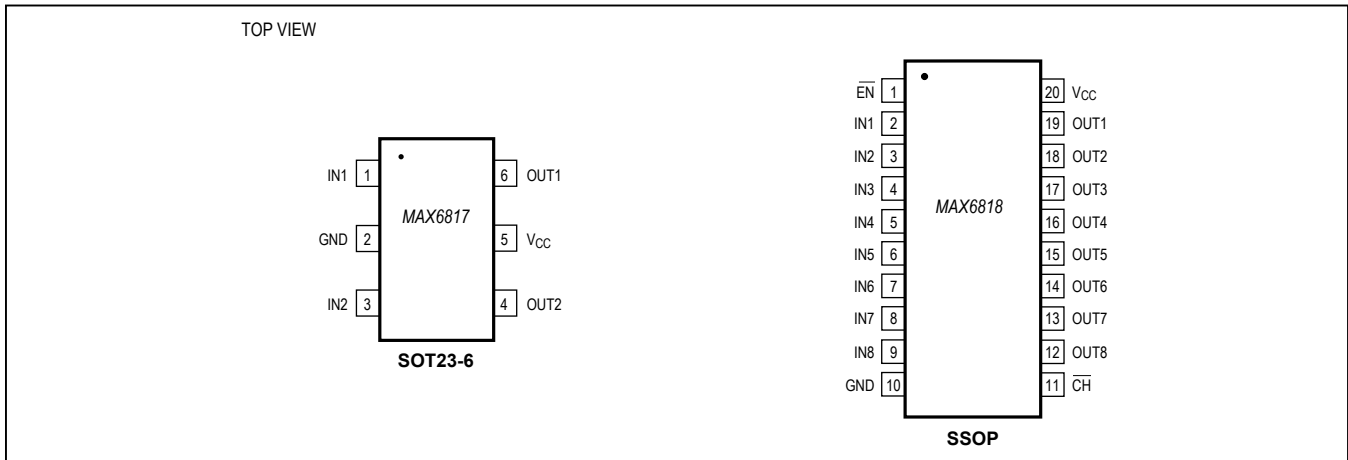 TOP VIEW
IN1 1
GND 2
IN2 3
MAX6817
6 OUT1
5 VCC
4 OUT2
SOT23-6
EN 1
IN1 2
IN2 3
IN3 4
IN4 5
IN5 6
IN6 7
IN7 8
IN8 9
GND 10
MAX6818
20 VCC
19 OUT1
18 OUT2
17 OUT3
16 OUT4
15 OUT5
14 OUT6
13 OUT7
12 OUT8
11 CH
SSOP